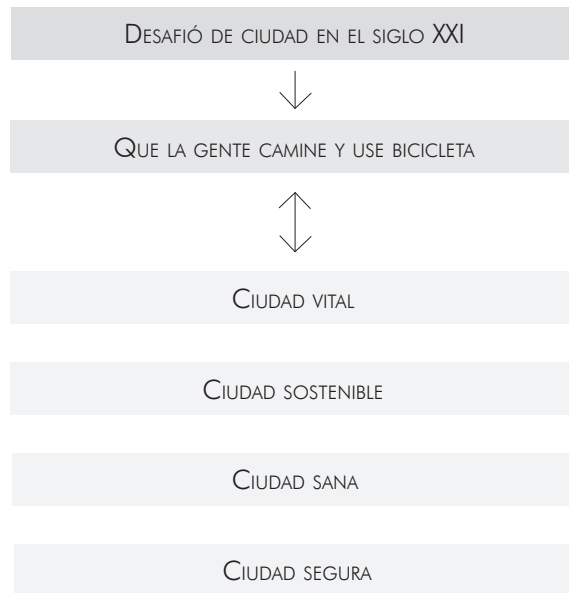 Desafió de ciudad en el siglo XXI
Que la gente camine y use bicicleta
Ciudad vital
Ciudad sostenible
Ciudad sana
Ciudad segura